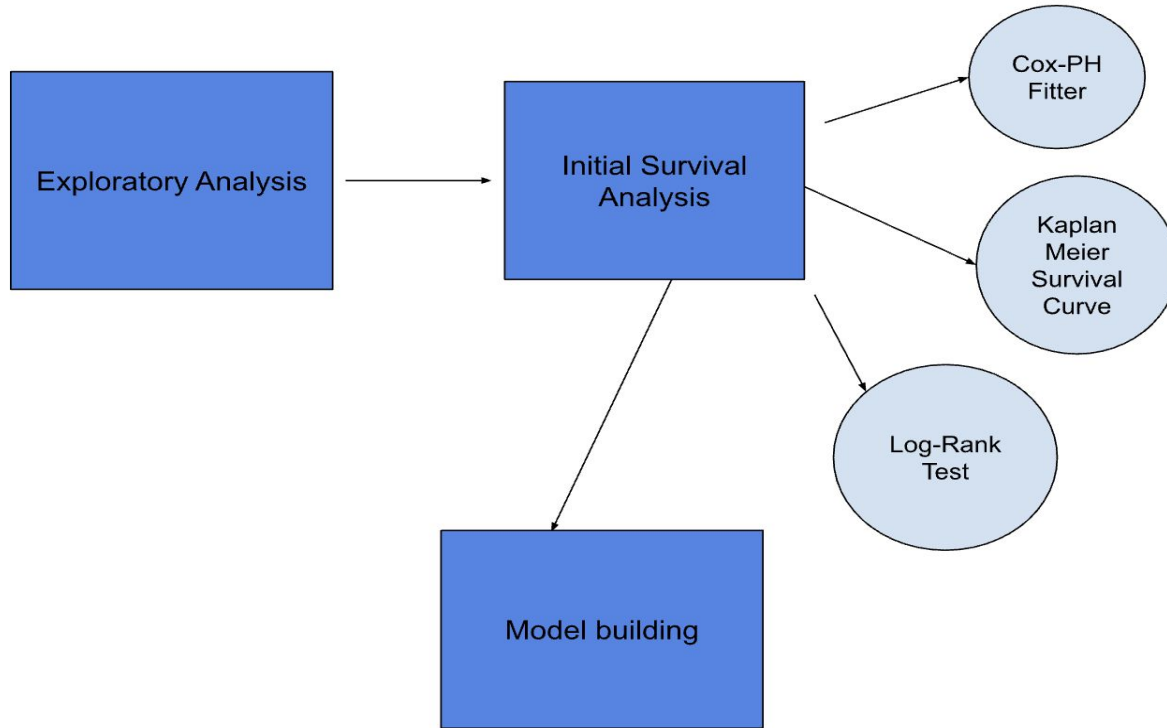 Exploratory Analysis
Initial Survival
Analysis
Cox-PH
Fitter
Kaplan
Meier
Survival
Curve
Log-Rank
Test
Model building